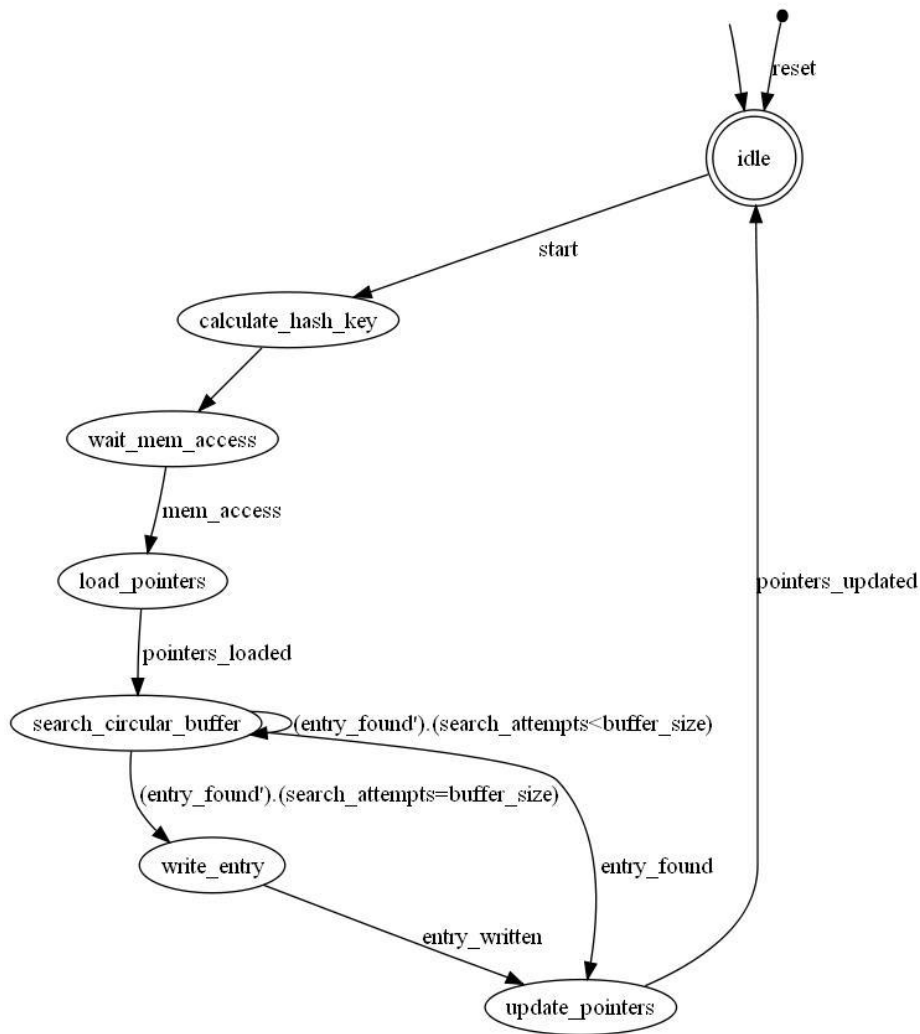 reset
idle
start
calculate_hash_key
wait_mem_access
mem_access
load_pointers
pointers_updated
pointers_loaded
search_circular_buffer
(entry_found').(search_attempts<buffer_size)
(entry_found').(search_attempts=buffer_size)
write_entry
entry_found
entry_written
update_pointers